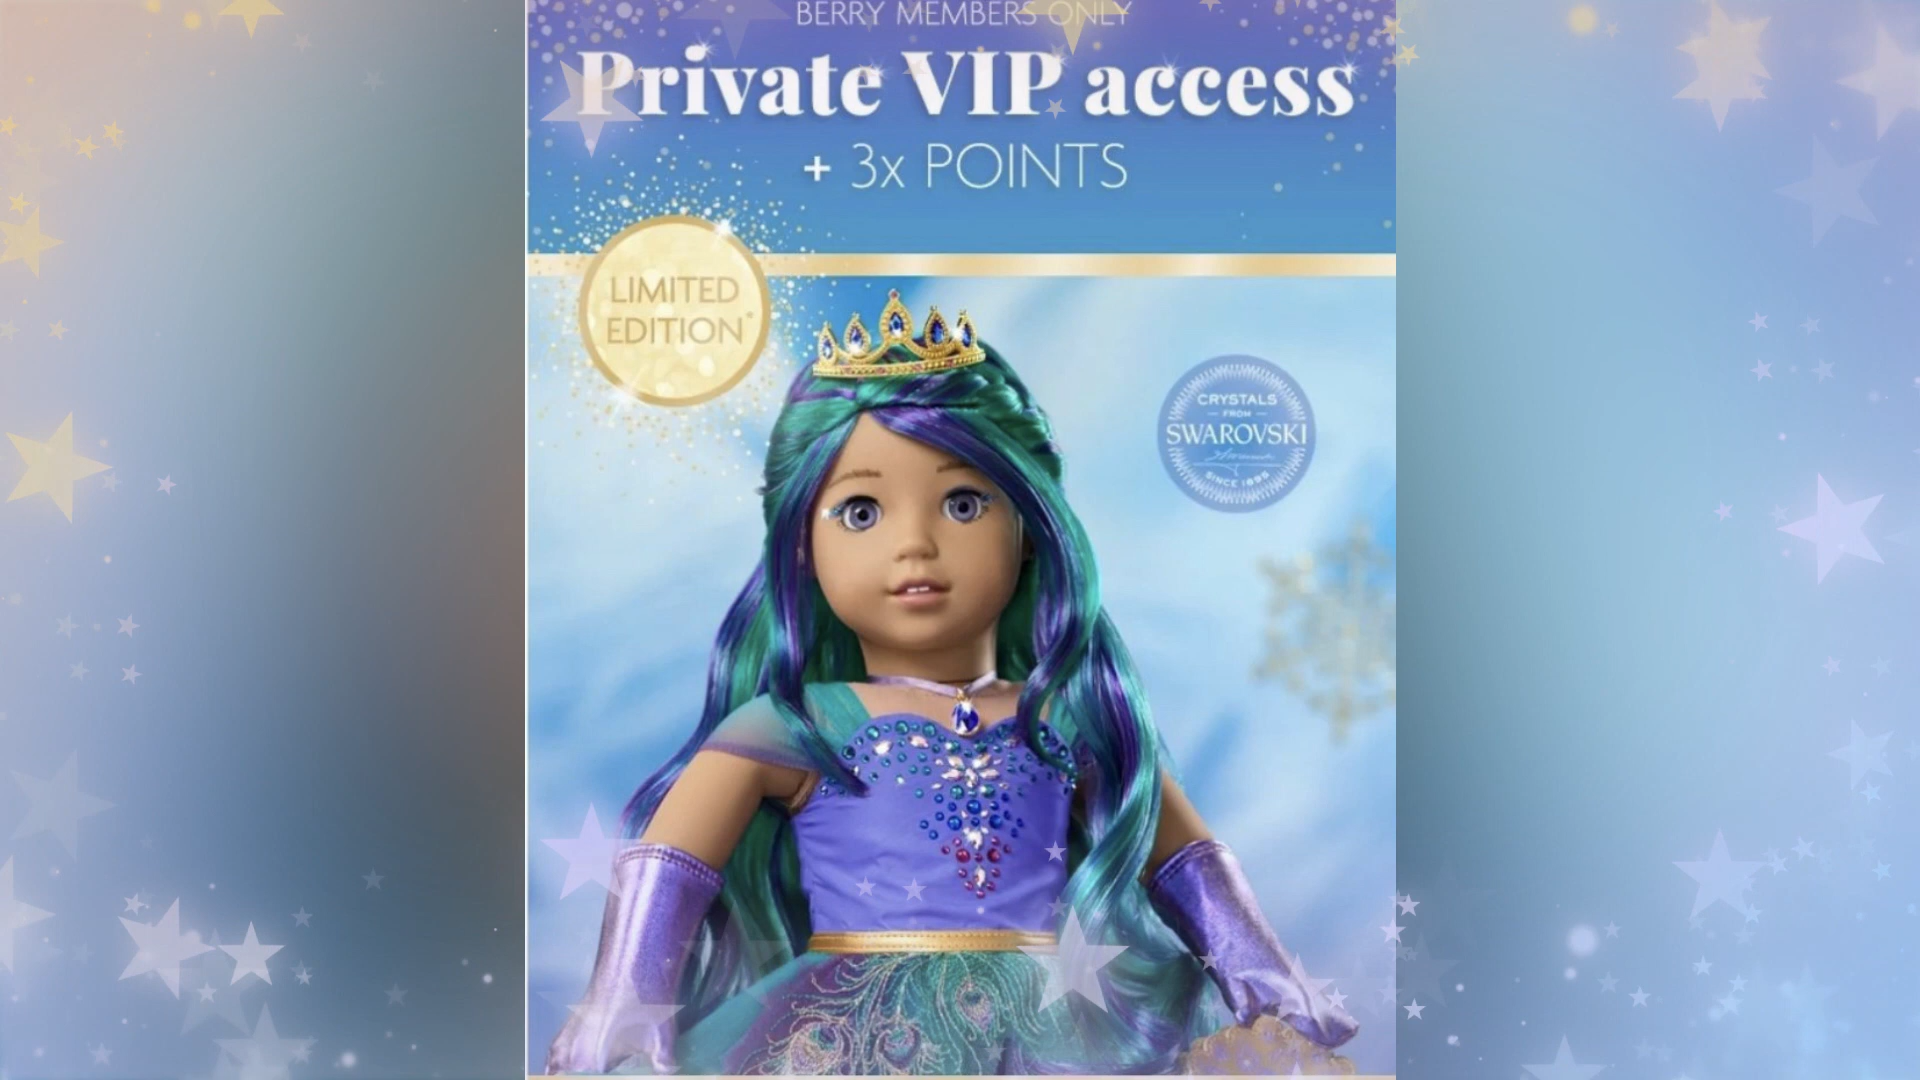 BERRY MEMBERS ONLY
Private VIP access
+ 3x POINTS
LIMITED
EDITION*
CRYSTALS
FROM
SWAROVSKI
SINCE 1895